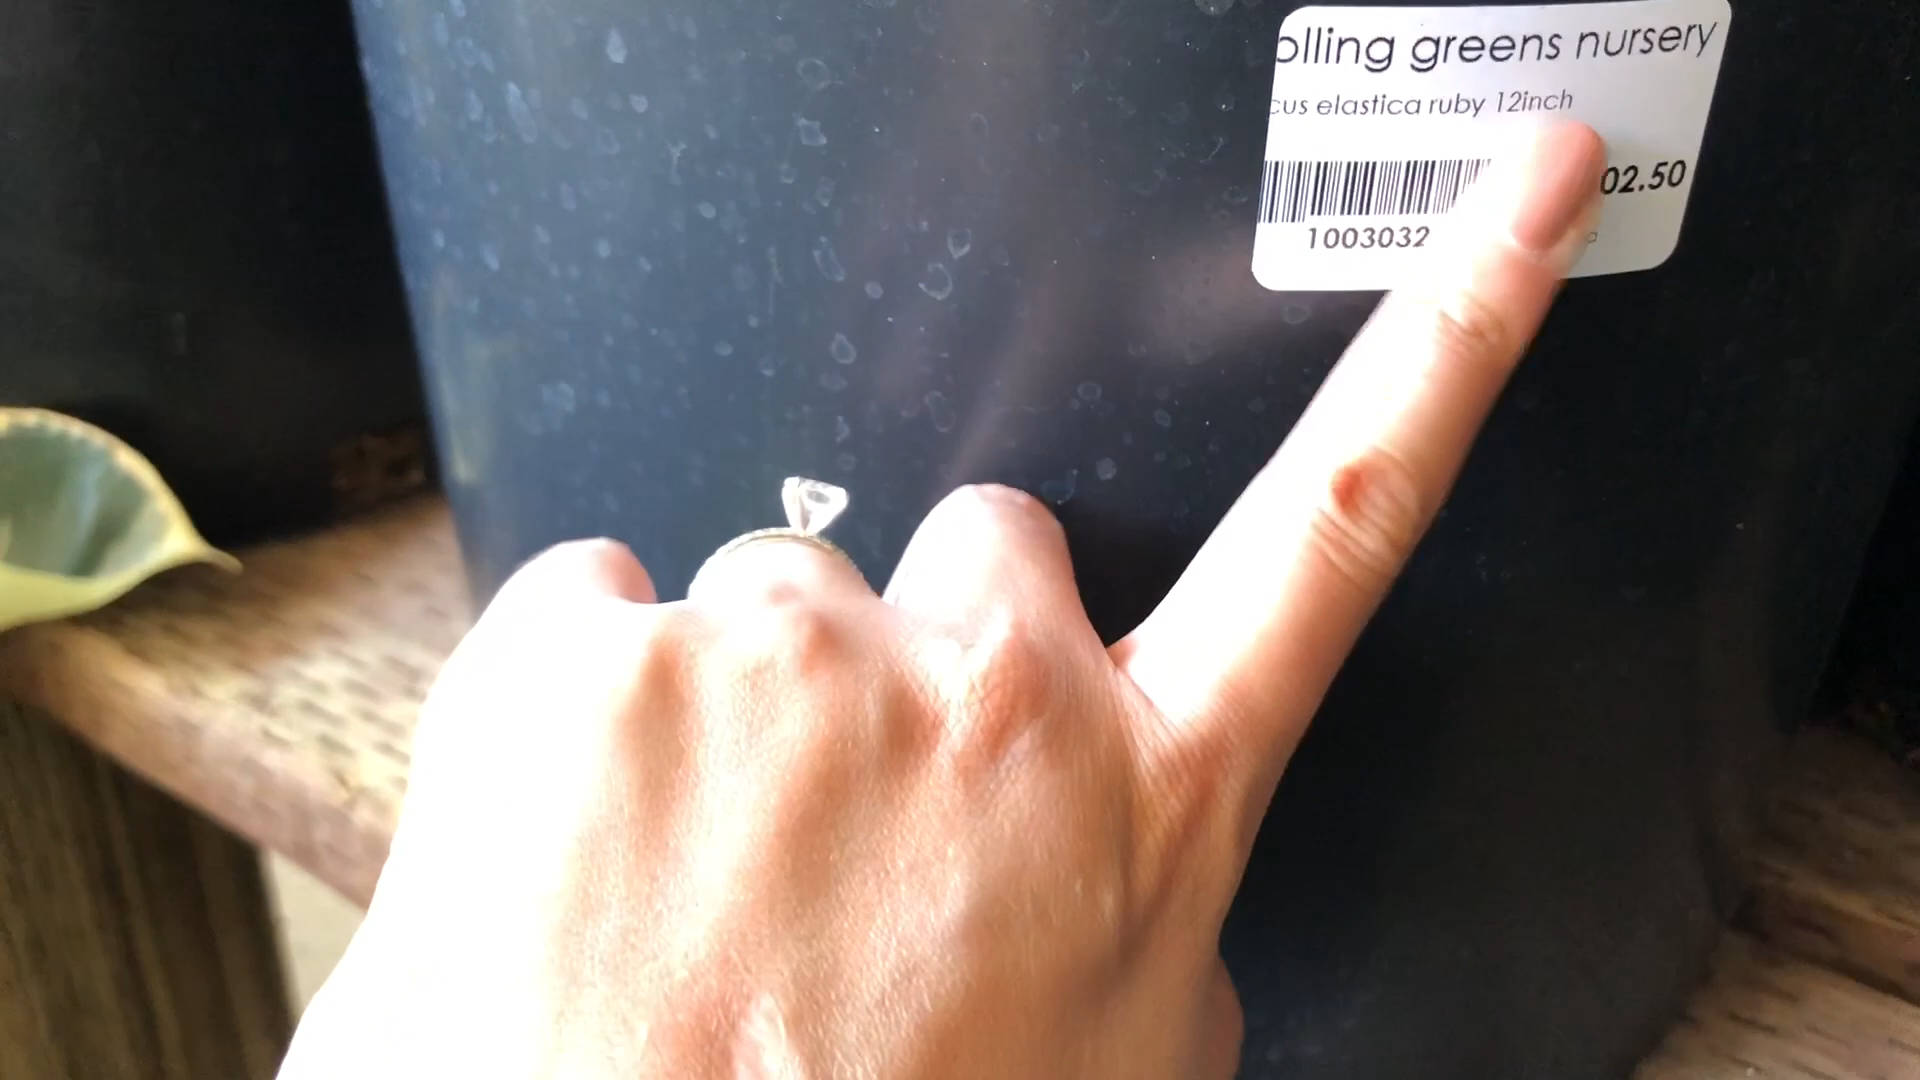 olling greens nursery
cus elastica ruby 12inch
02.50
1003032